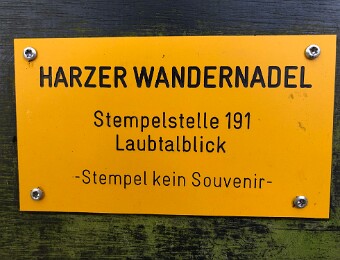 HARZER WANDERNADEL
Stempelstelle 191
Laubtalblick
-Stempel kein Souvenir-